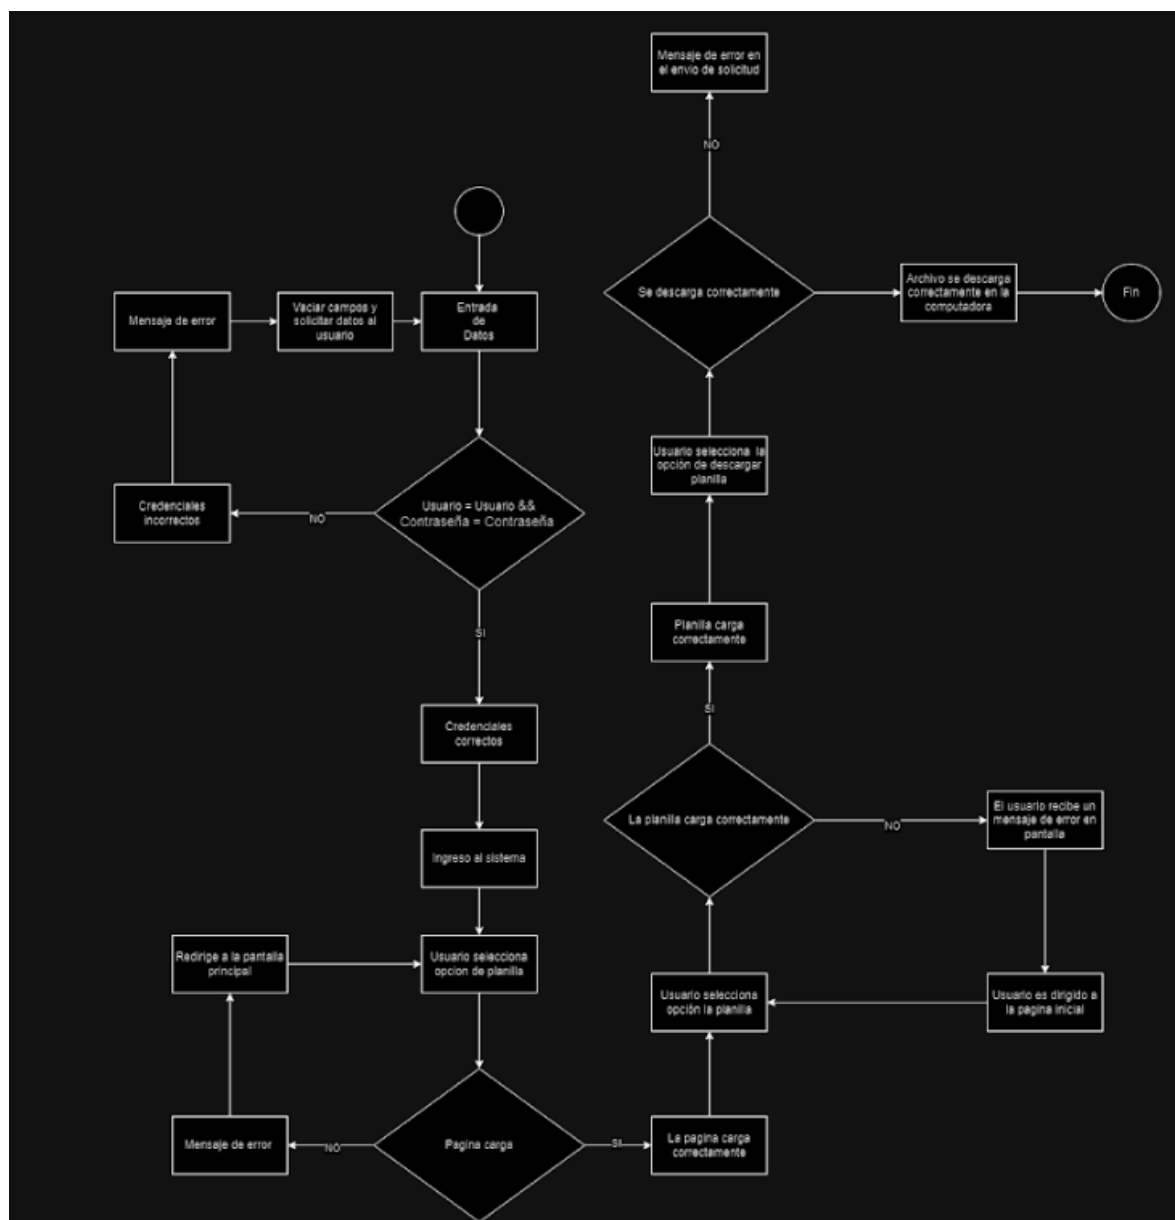 Mensaje de error en
el envio de solicitud
NO
Se descarga correctamente
Archivo se descarga
correctamente en la
computadora
Fin
Mensaje de error
Vaciar campos y
solicitar datos al
usuario
Entrada
de
Datos
Usuario selecciona la
opción de descargar
planilla
Credenciales
incorrectos
NO
Usuario = Usuario &&
Contraseña = Contraseña
SI
Planilla carga
correctamente
SI
Credenciales
correctos
La planilla carga correctamente
NO
El usuario recibe un
mensaje de error en
pantalla
Ingreso al sistema
Redirige a la pantalla
principal
Usuario selecciona
opcion de planilla
Usuario selecciona
opción la planilla
Usuario es dirigido a
la pagina inicial
Mensaje de error
NO
Pagina carga
SI
La pagina carga
correctamente